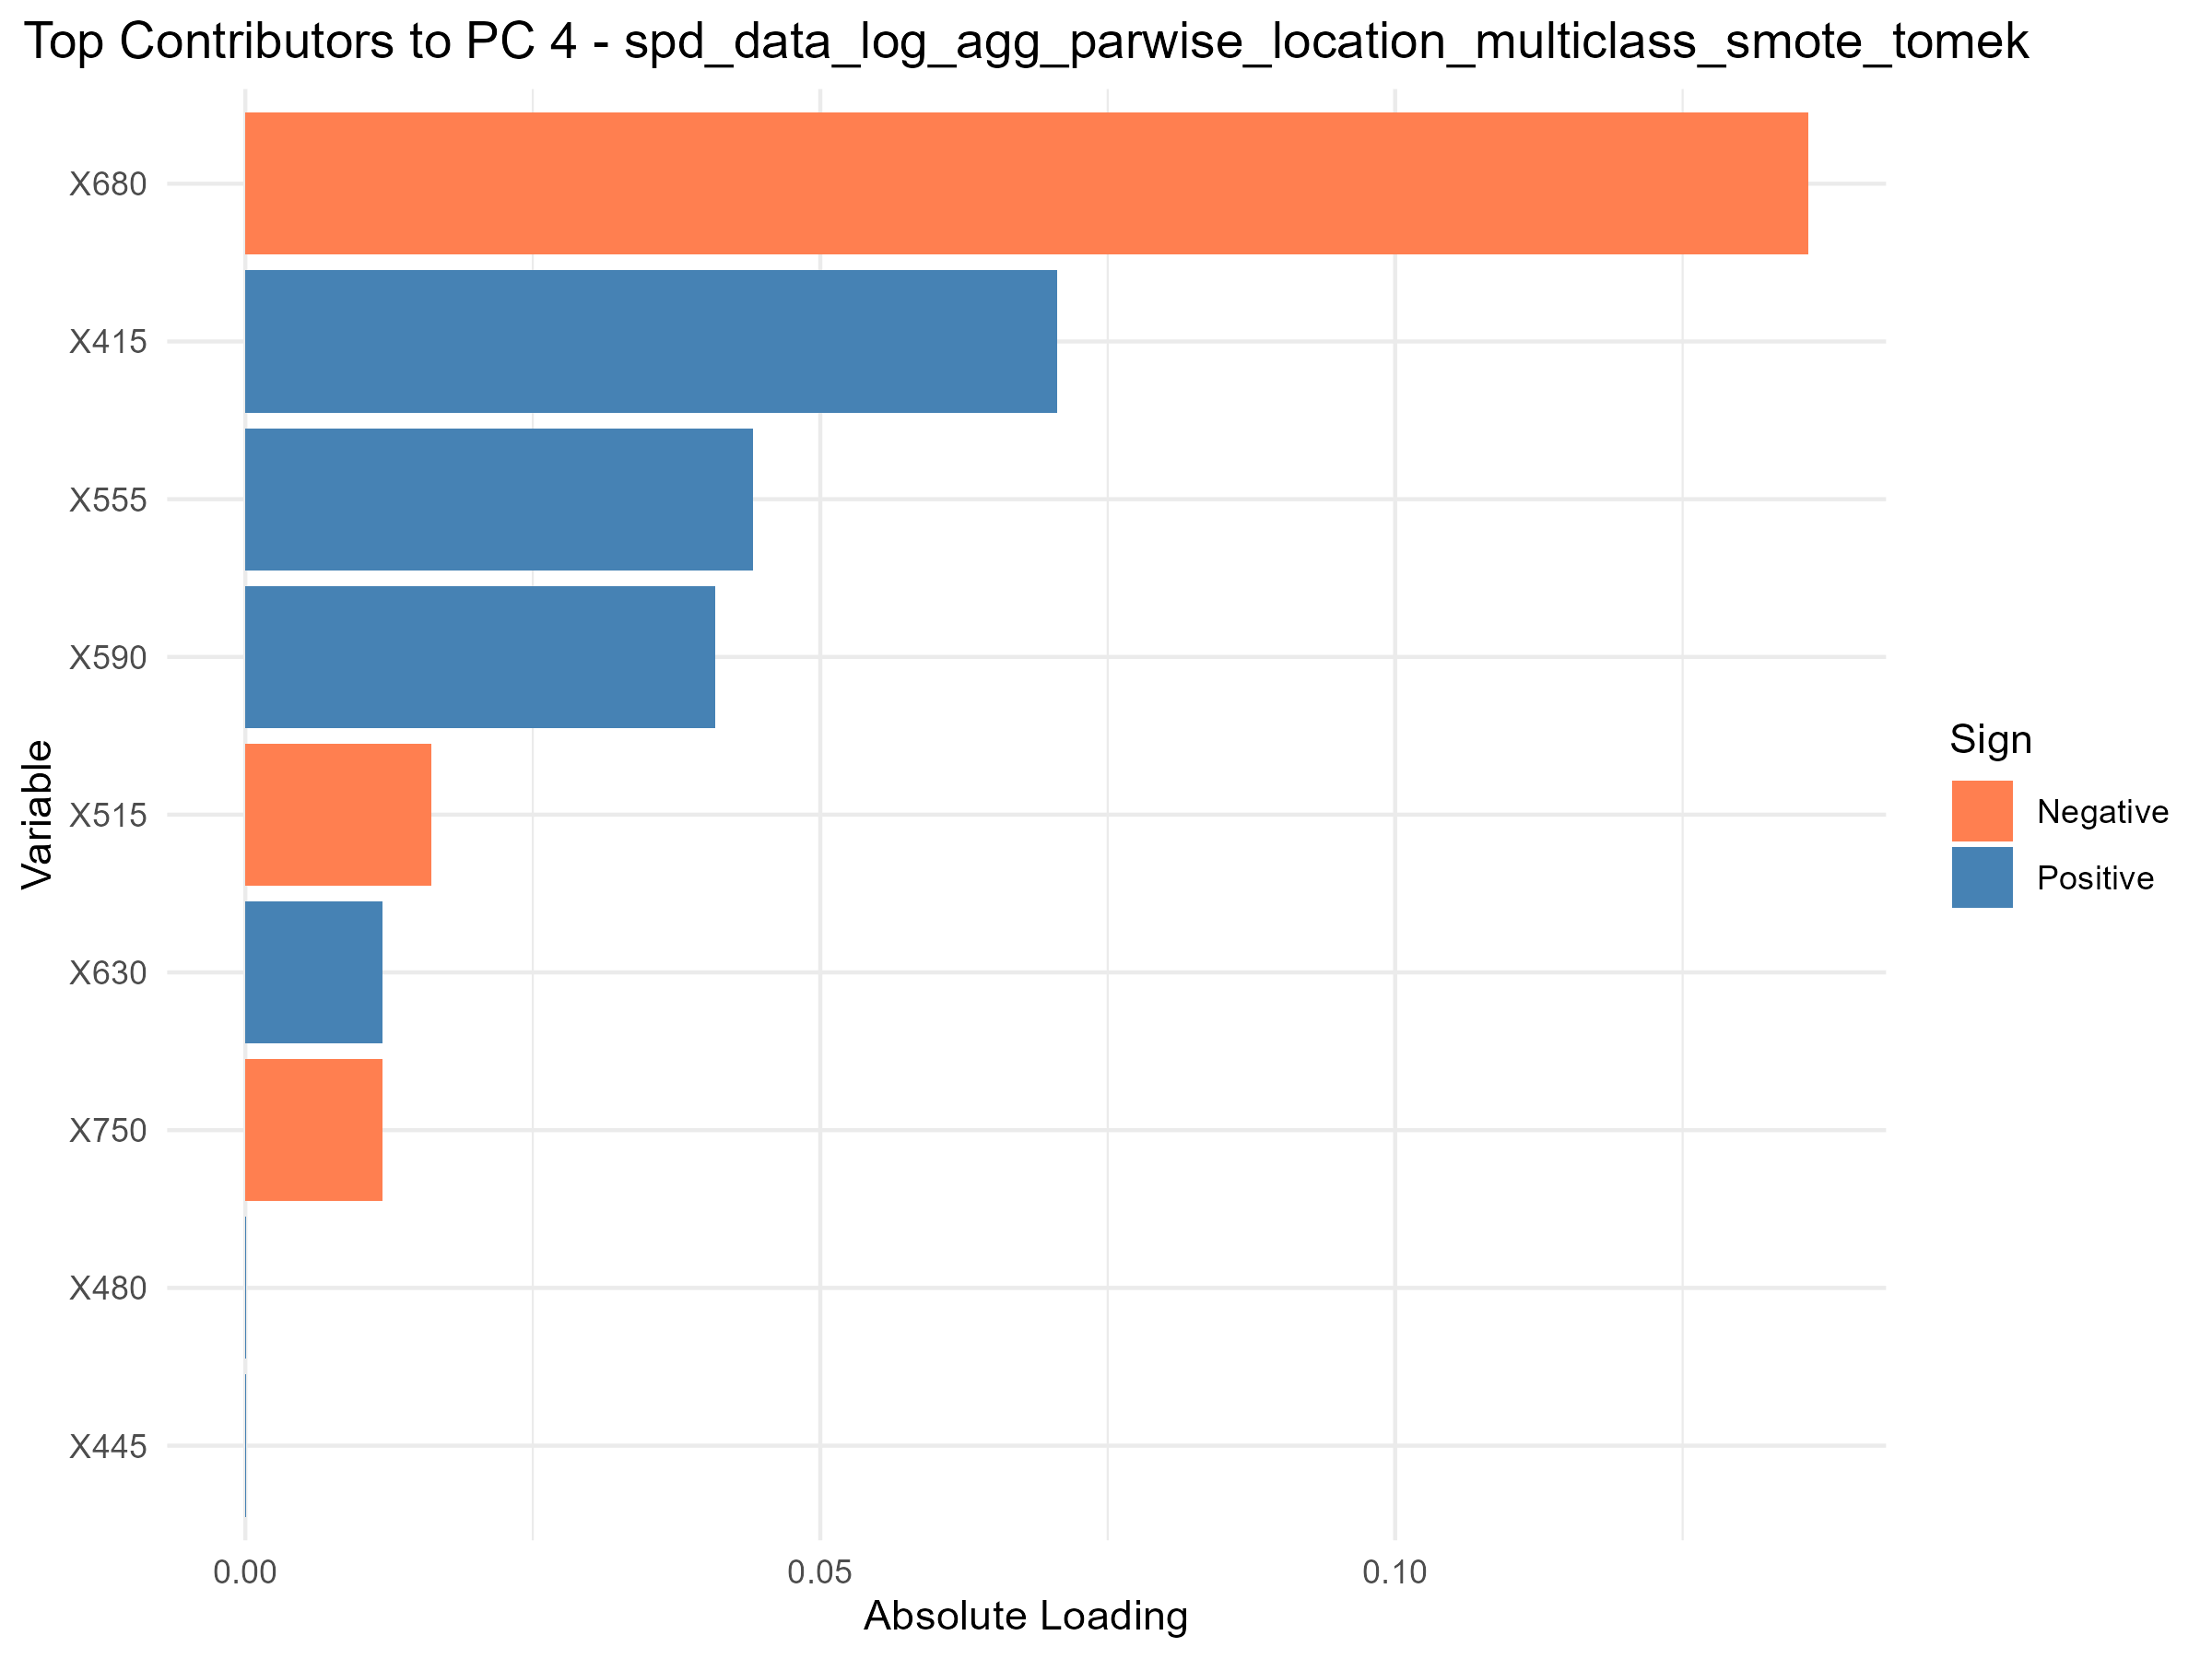 Top Contributors to PC 4 - spd_data_log_agg_parwise_location_multiclass_smote_tomek
Variable
X680
X415
X555
X590
X515
X630
X750
X480
X445
0.00 0.05 0.10
Absolute Loading
Sign
Negative
Positive